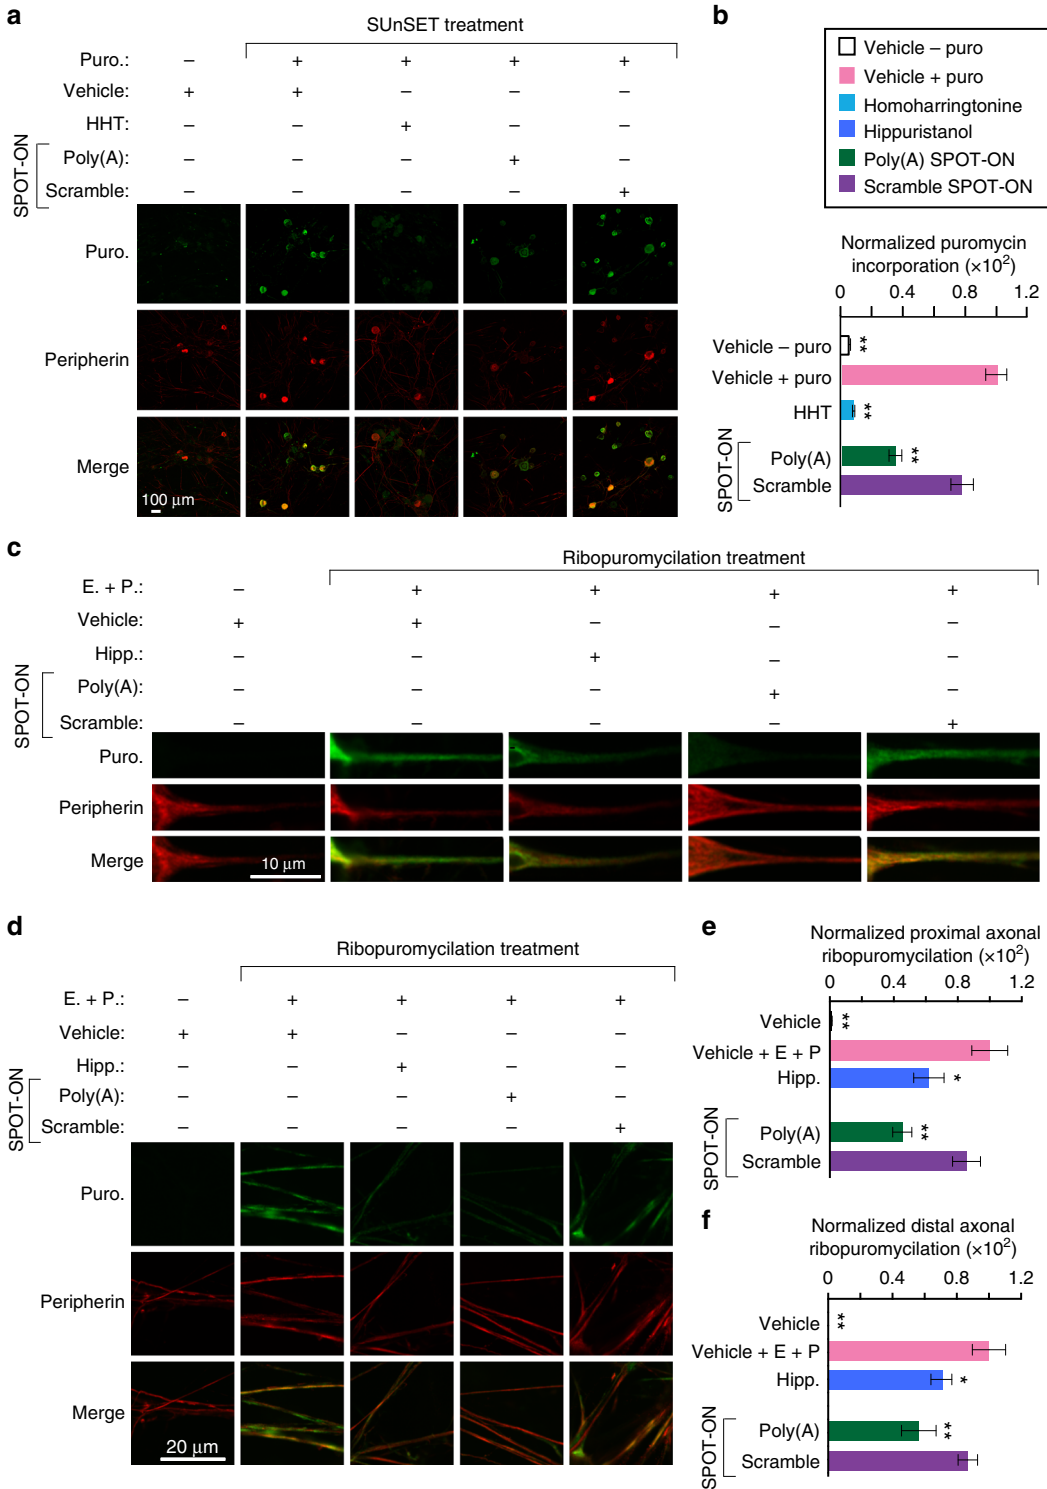 a
SUnSET treatment
Puro.: – + + + +
Vehicle: + + – – –
HHT: – – + – –
SPOT-ON
Poly(A): – – – + –
Scramble: – – – – +
Puro.
Peripherin
Merge
100 μm
b
Vehicle – puro
Vehicle + puro
Homoharringtonine
Hippuristanol
Poly(A) SPOT-ON
Scramble SPOT-ON
Normalized puromycin
incorporation (×10²)
0 0.4 0.8 1.2
Vehicle – puro **
Vehicle + puro
HHT **
SPOT-ON
Poly(A) **
Scramble
c
Ribopuromycilation treatment
E. + P.: – + + + +
Vehicle: + + – – –
Hipp.: – – + – –
SPOT-ON
Poly(A): – – – + –
Scramble: – – – – +
Puro.
Peripherin
Merge
10 μm
d
Ribopuromycilation treatment
E. + P.: – + + + +
Vehicle: + + – – –
Hipp.: – – + – –
SPOT-ON
Poly(A): – – – + –
Scramble: – – – – +
Puro.
Peripherin
Merge
20 μm
e
Normalized proximal axonal
ribopuromycilation (×10²)
0 0.4 0.8 1.2
Vehicle **
Vehicle + E + P
Hipp. *
SPOT-ON
Poly(A) **
Scramble
f
Normalized distal axonal
ribopuromycilation (×10²)
0 0.4 0.8 1.2
Vehicle **
Vehicle + E + P
Hipp. *
SPOT-ON
Poly(A) **
Scramble